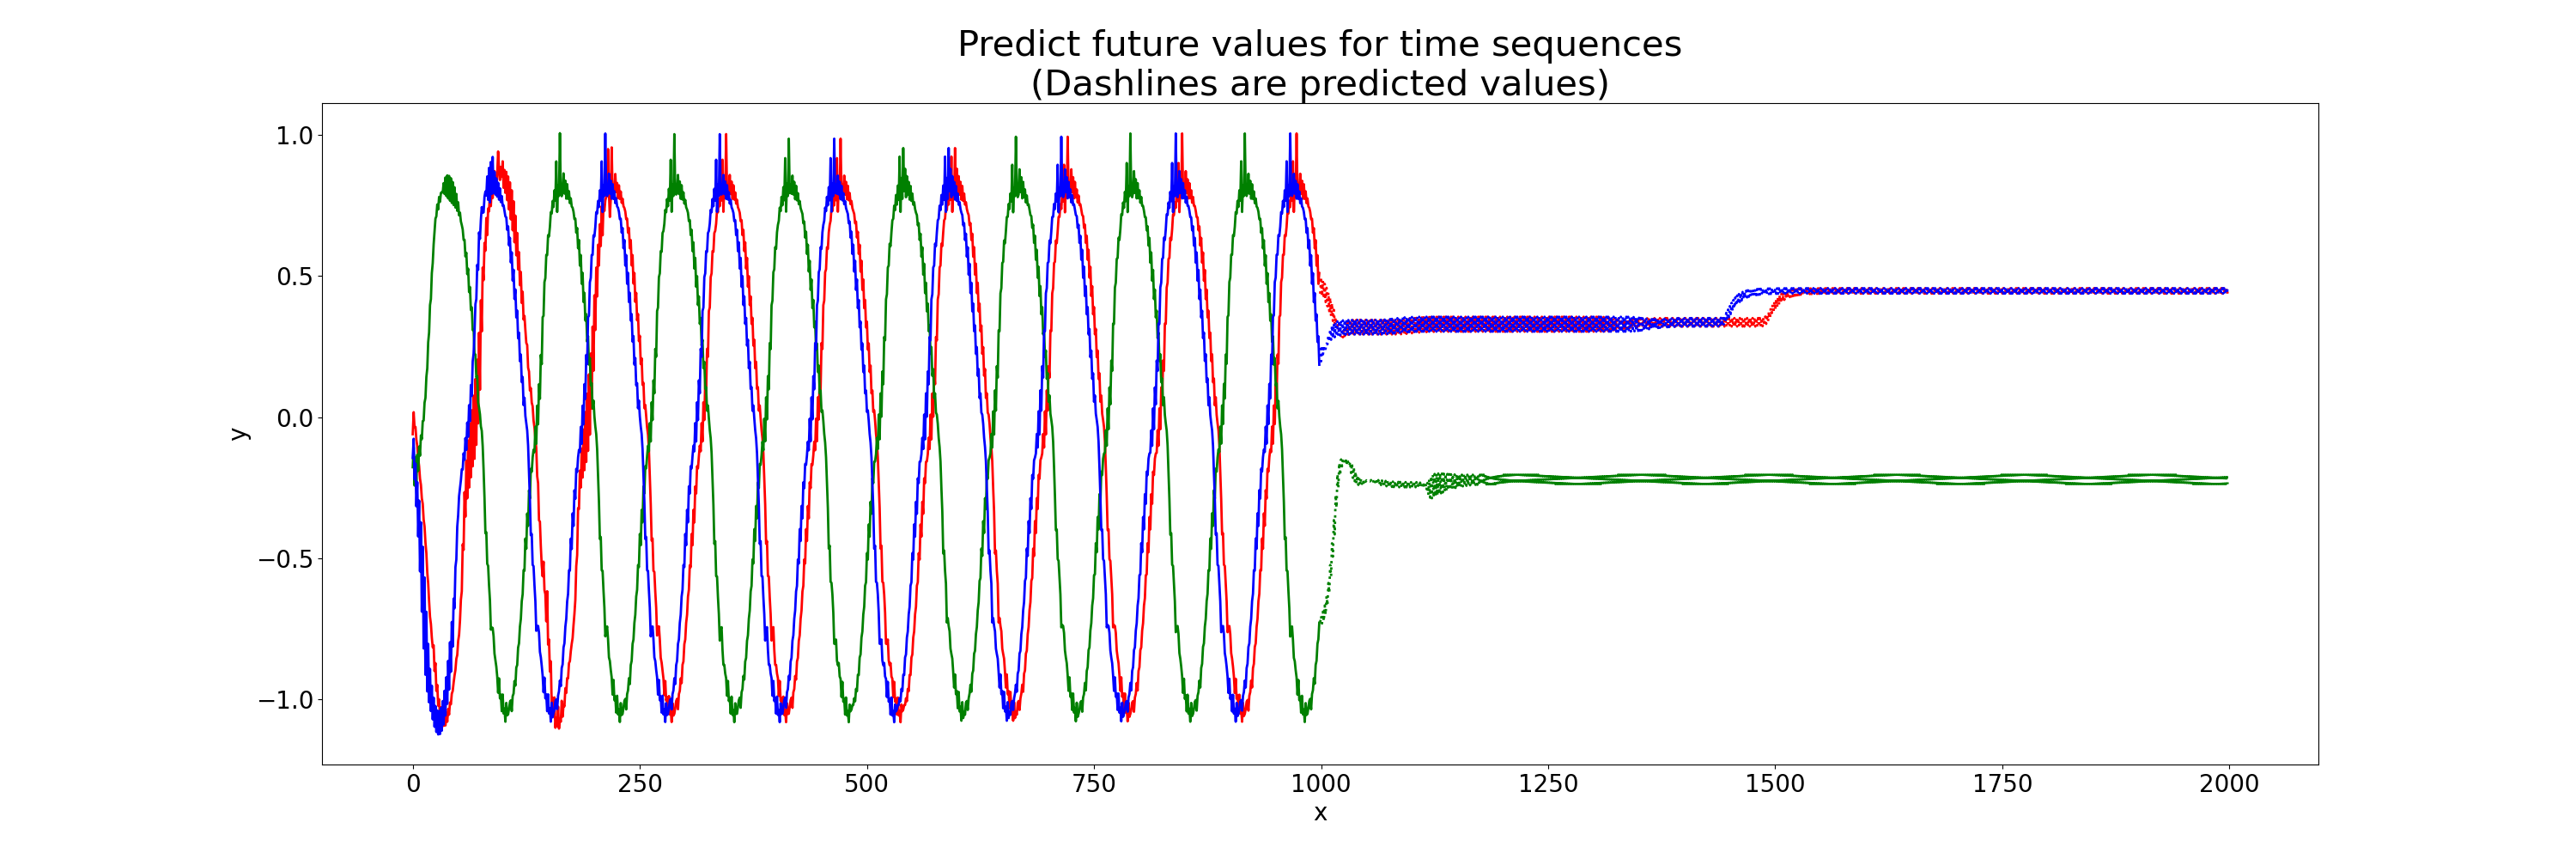 Predict future values for time sequences
(Dashlines are predicted values)
1.0
0.5
0.0
−0.5
−1.0
y
0 250 500 750 1000 1250 1500 1750 2000
x